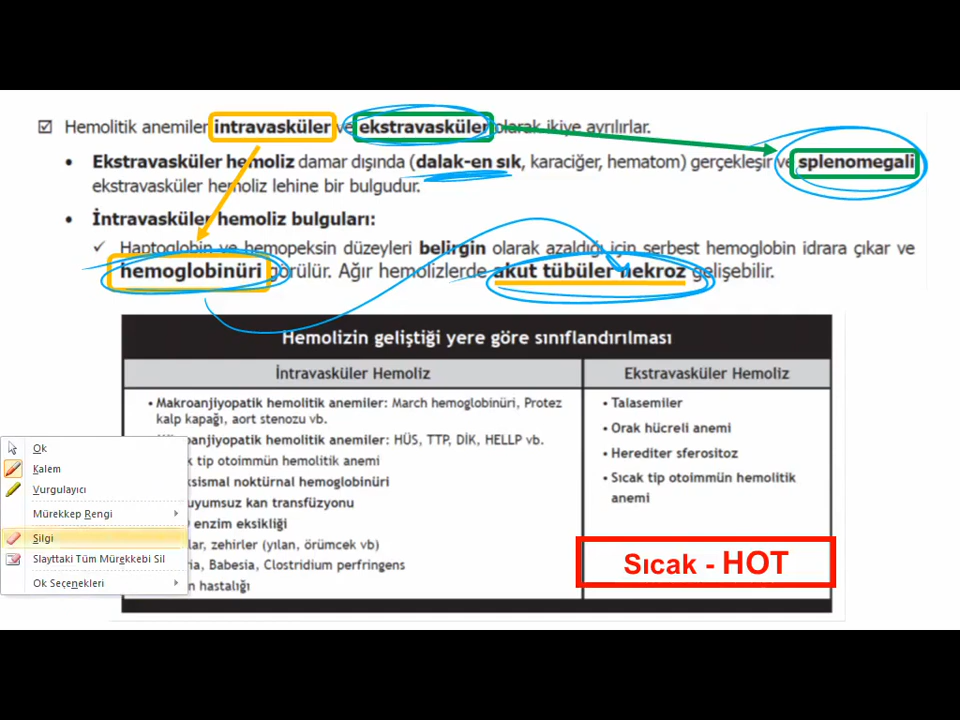 Hemolitik anemiler intravasküler ve ekstravasküler olarak ikiye ayrılırlar.
Ekstravasküler hemoliz damar dışında (dalak-en sık, karaciğer, hematom) gerçekleşir ve splenomegali
ekstravasküler hemoliz lehine bir bulgudur.
İntravasküler hemoliz bulguları:
Haptoglobin ve hemopeksin düzeyleri belirgin olarak azaldığı için serbest hemoglobin idrara çıkar ve
hemoglobinüri görülür. Ağır hemolizlerde akut tübüler nekroz gelişebilir.
Hemolizin geliştiği yere göre sınıflandırılması
İntravasküler Hemoliz
Makroanjiyopatik hemolitik anemiler: March hemoglobinüri, Protez
kalp kapağı, aort stenozu vb.
hemolitik anemiler: HÜS, TTP, DİK, HELLP vb.
tip otoimmün hemolitik anemi
noktürnal hemoglobinüri
kan transfüzyonu
enzim eksikliği
zehirler (yılan, örümcek vb)
Babesia, Clostridium perfringens
hastalığı
Ekstravasküler Hemoliz
Talasemiler
Orak hücreli anemi
Herediter sferositoz
Sıcak tip otoimmün hemolitik
anemi
Sıcak - HOT
Ok
Kalem
Vurgulayıcı
Mürekkep Rengi
Silgi
Slayttaki Tüm Mürekkebi Sil
Ok Seçenekleri